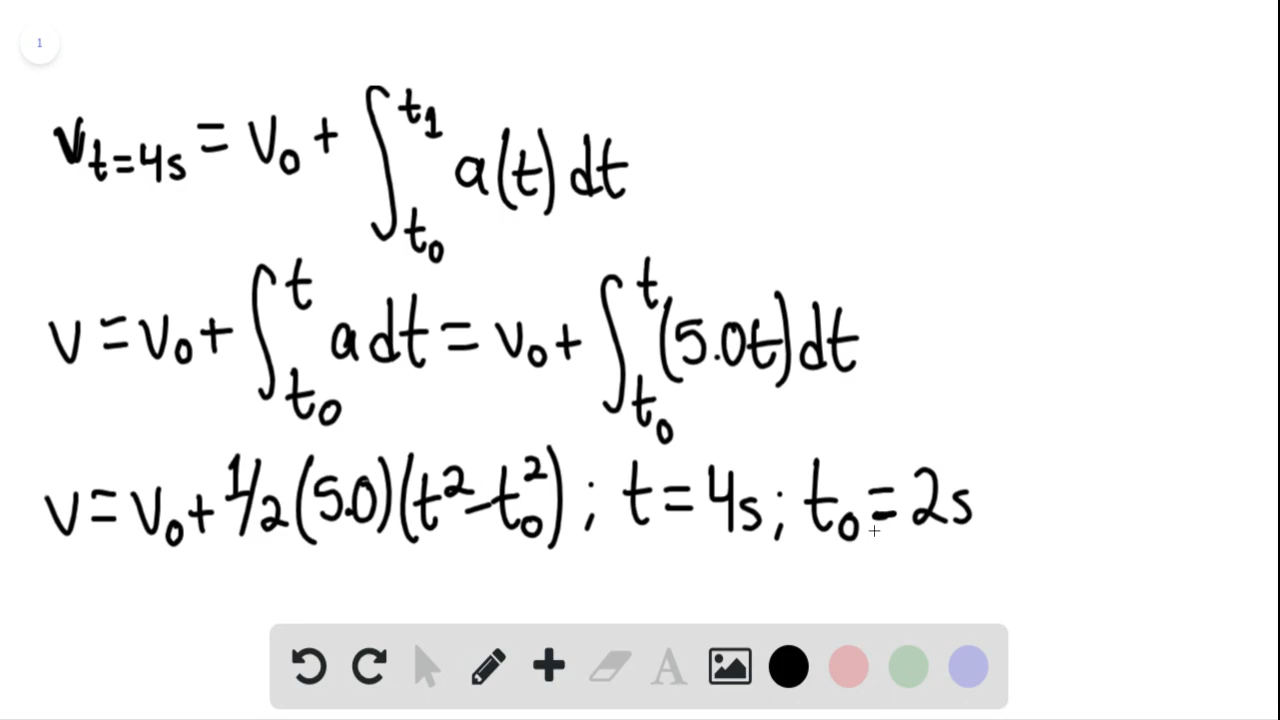 1
v_{t=4s} = v_0 + ∫_{t_0}^{t_1} a(t) dt
v = v_0 + ∫_{t_0}^{t} a dt = v_0 + ∫_{t_0}^{t} (5.0t) dt
v = v_0 + 1/2 (5.0)(t^2 - t_0^2) ; t = 4s ; t_0 = 2s
A